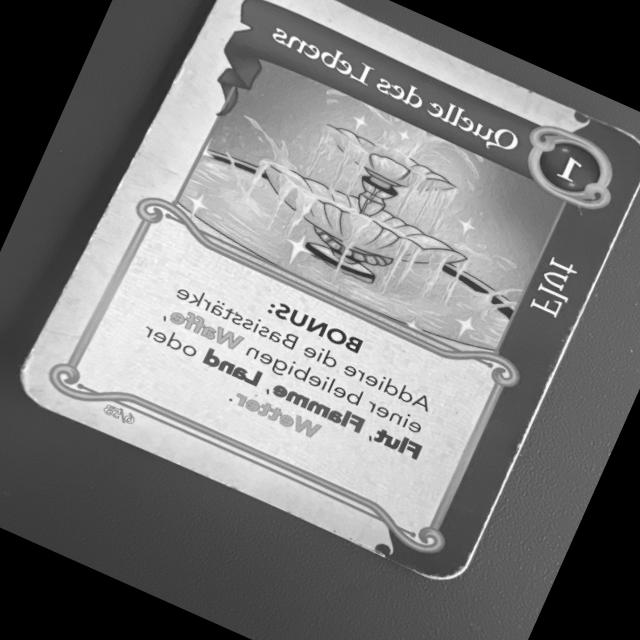 Quelle des Lebens
1
Flut
BONUS:
Addiere die Basisstärke
einer beliebigen Waffe,
Flut, Flamme, Land oder
Wetter.